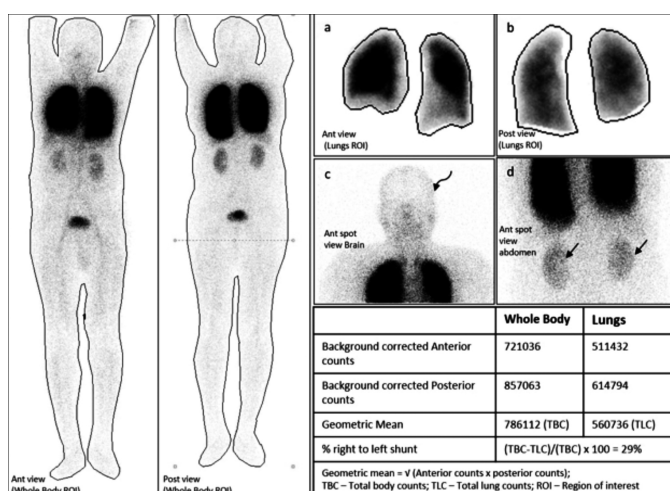 a
Ant view
(Lungs ROI)
b
Post view
(Lungs ROI)
c
Ant spot
view Brain
d
Ant spot
view
abdomen
Whole Body Lungs
Background corrected Anterior
counts
721036 511432
Background corrected Posterior
counts
857063 614794
Geometric Mean 786112 (TBC) 560736 (TLC)
% right to left shunt (TBC-TLC)/(TBC) x 100 = 29%
Geometric mean = √ (Anterior counts x posterior counts);
TBC – Total body counts; TLC – Total lung counts; ROI – Region of interest
Ant view
(Whole Body ROI)
Post view
(Whole Body ROI)